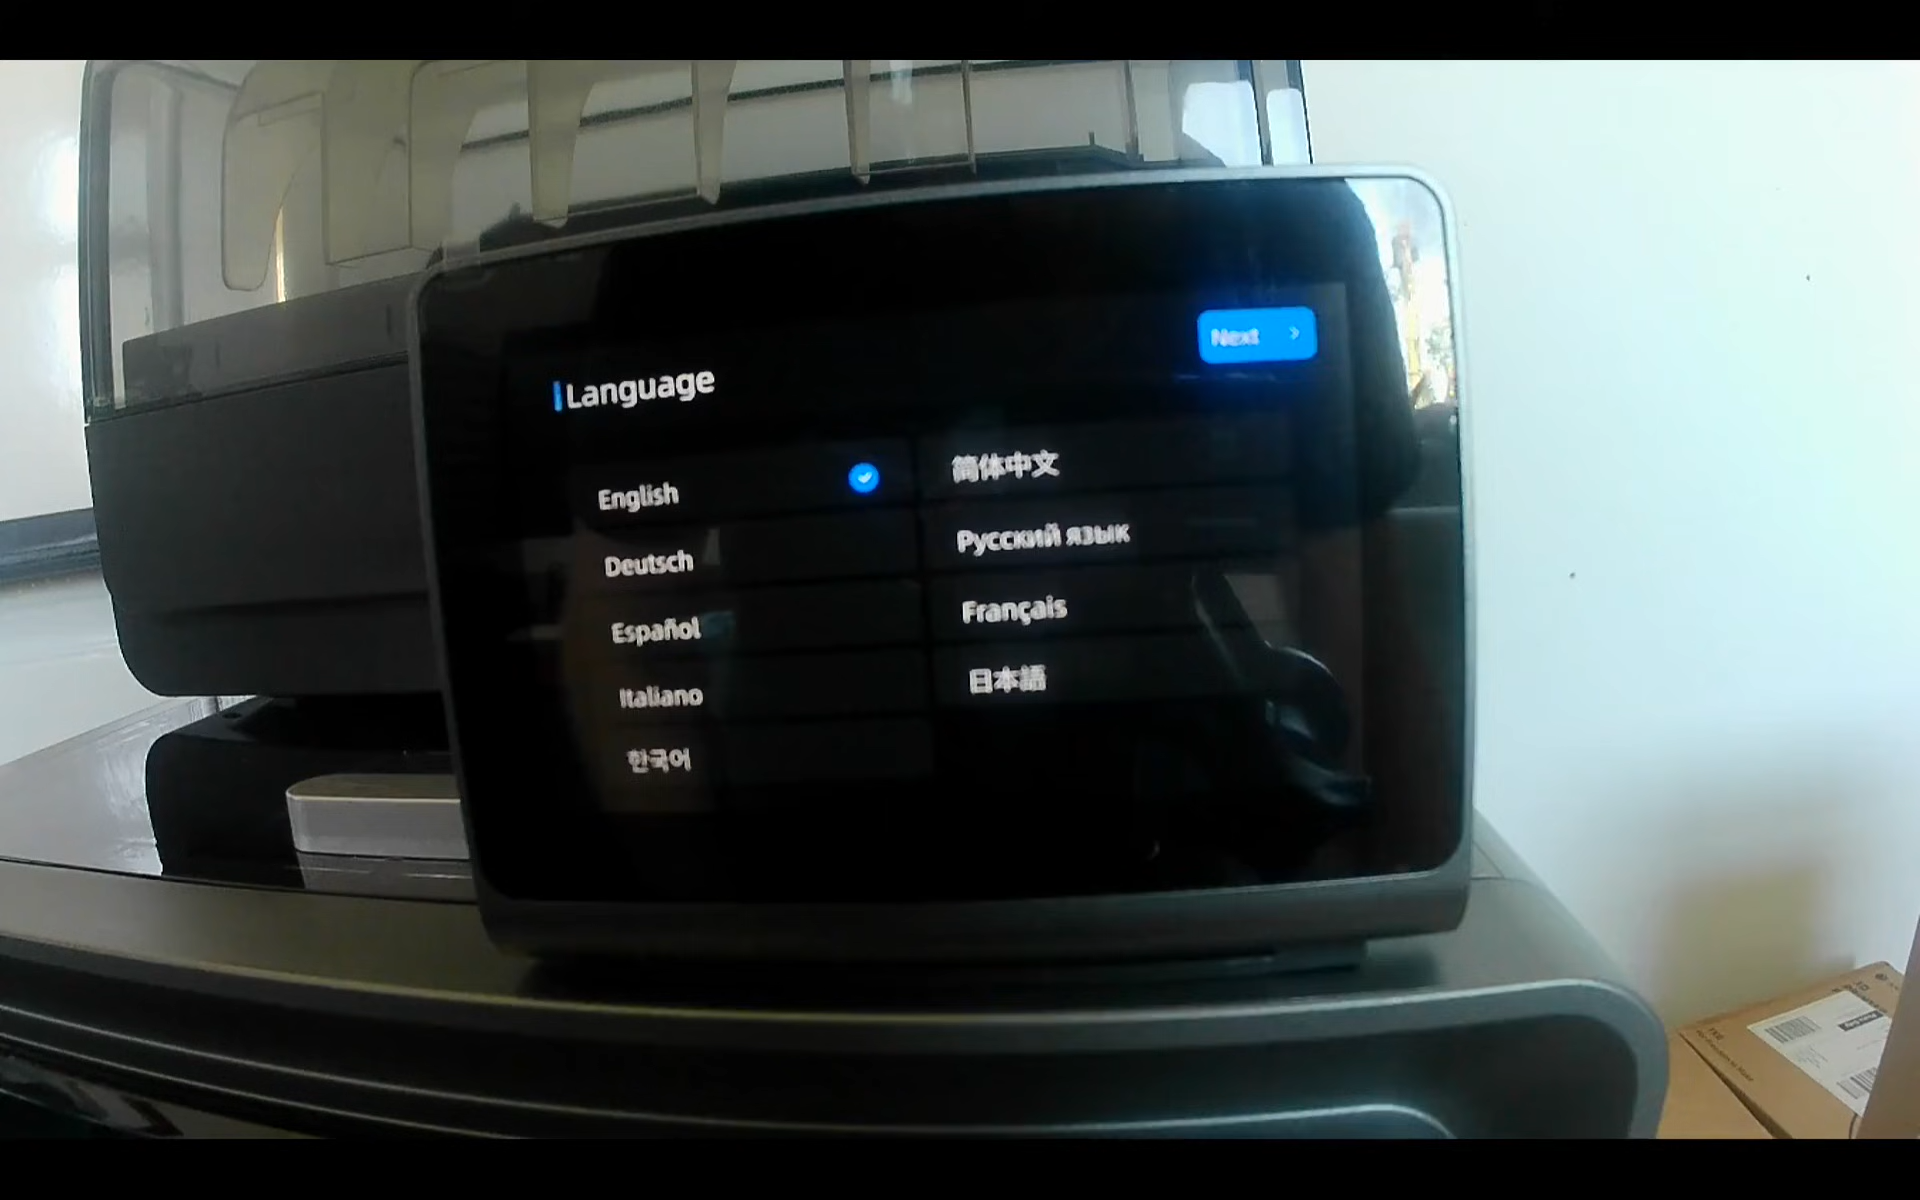 Next
Language
English
Deutsch
Español
Italiano
한국어
简体中文
Русский язык
Français
日本語